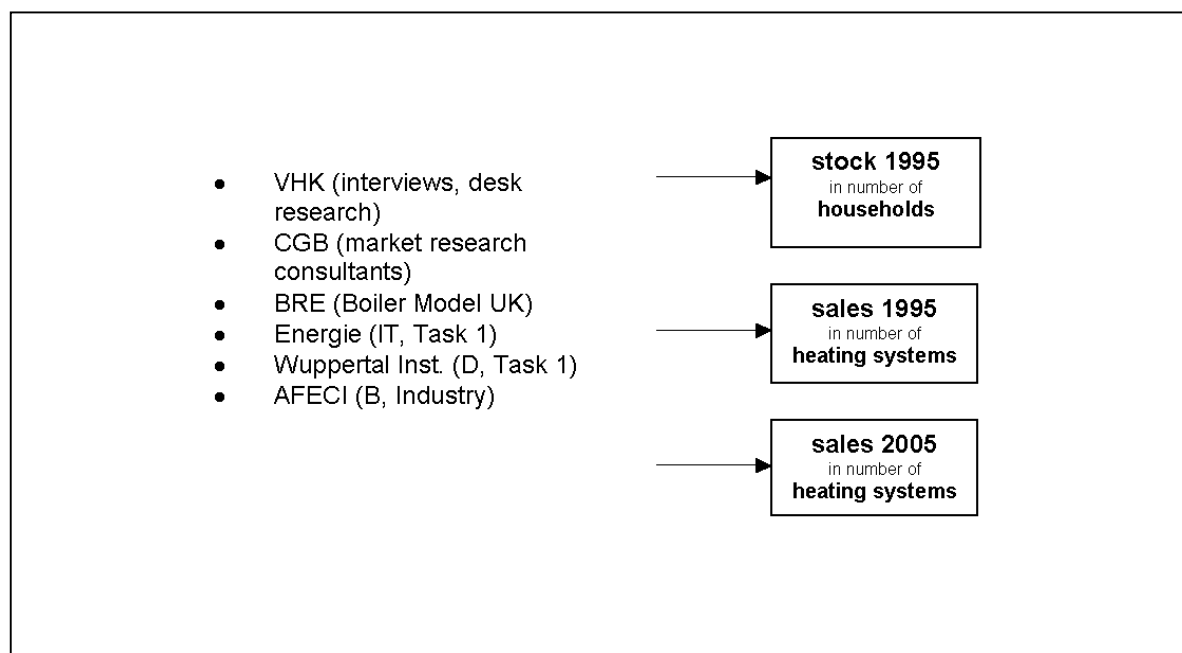 • VHK (interviews, desk
research)
• CGB (market research
consultants)
• BRE (Boiler Model UK)
• Energie (IT, Task 1)
• Wuppertal Inst. (D, Task 1)
• AFECI (B, Industry)
stock 1995
in number of
households
sales 1995
in number of
heating systems
sales 2005
in number of
heating systems